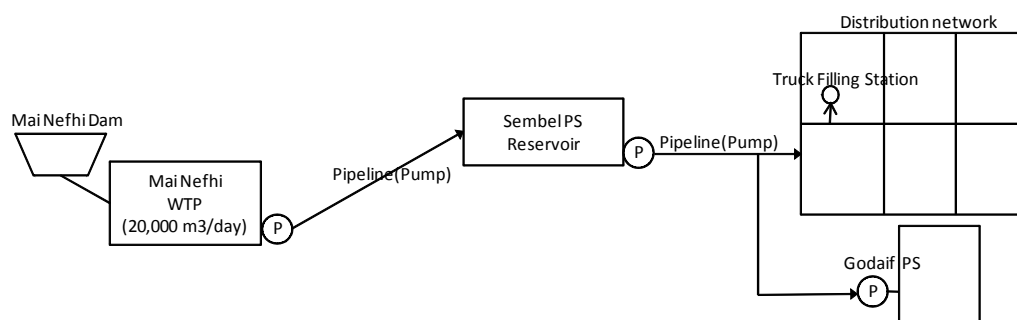 Distribution network
Truck Filling Station
Mai Nefhi Dam
Sembel PS
Reservoir
P
Pipeline(Pump)
Pipeline(Pump)
Mai Nefhi
WTP
(20,000 m3/day)
P
Godaif PS
P